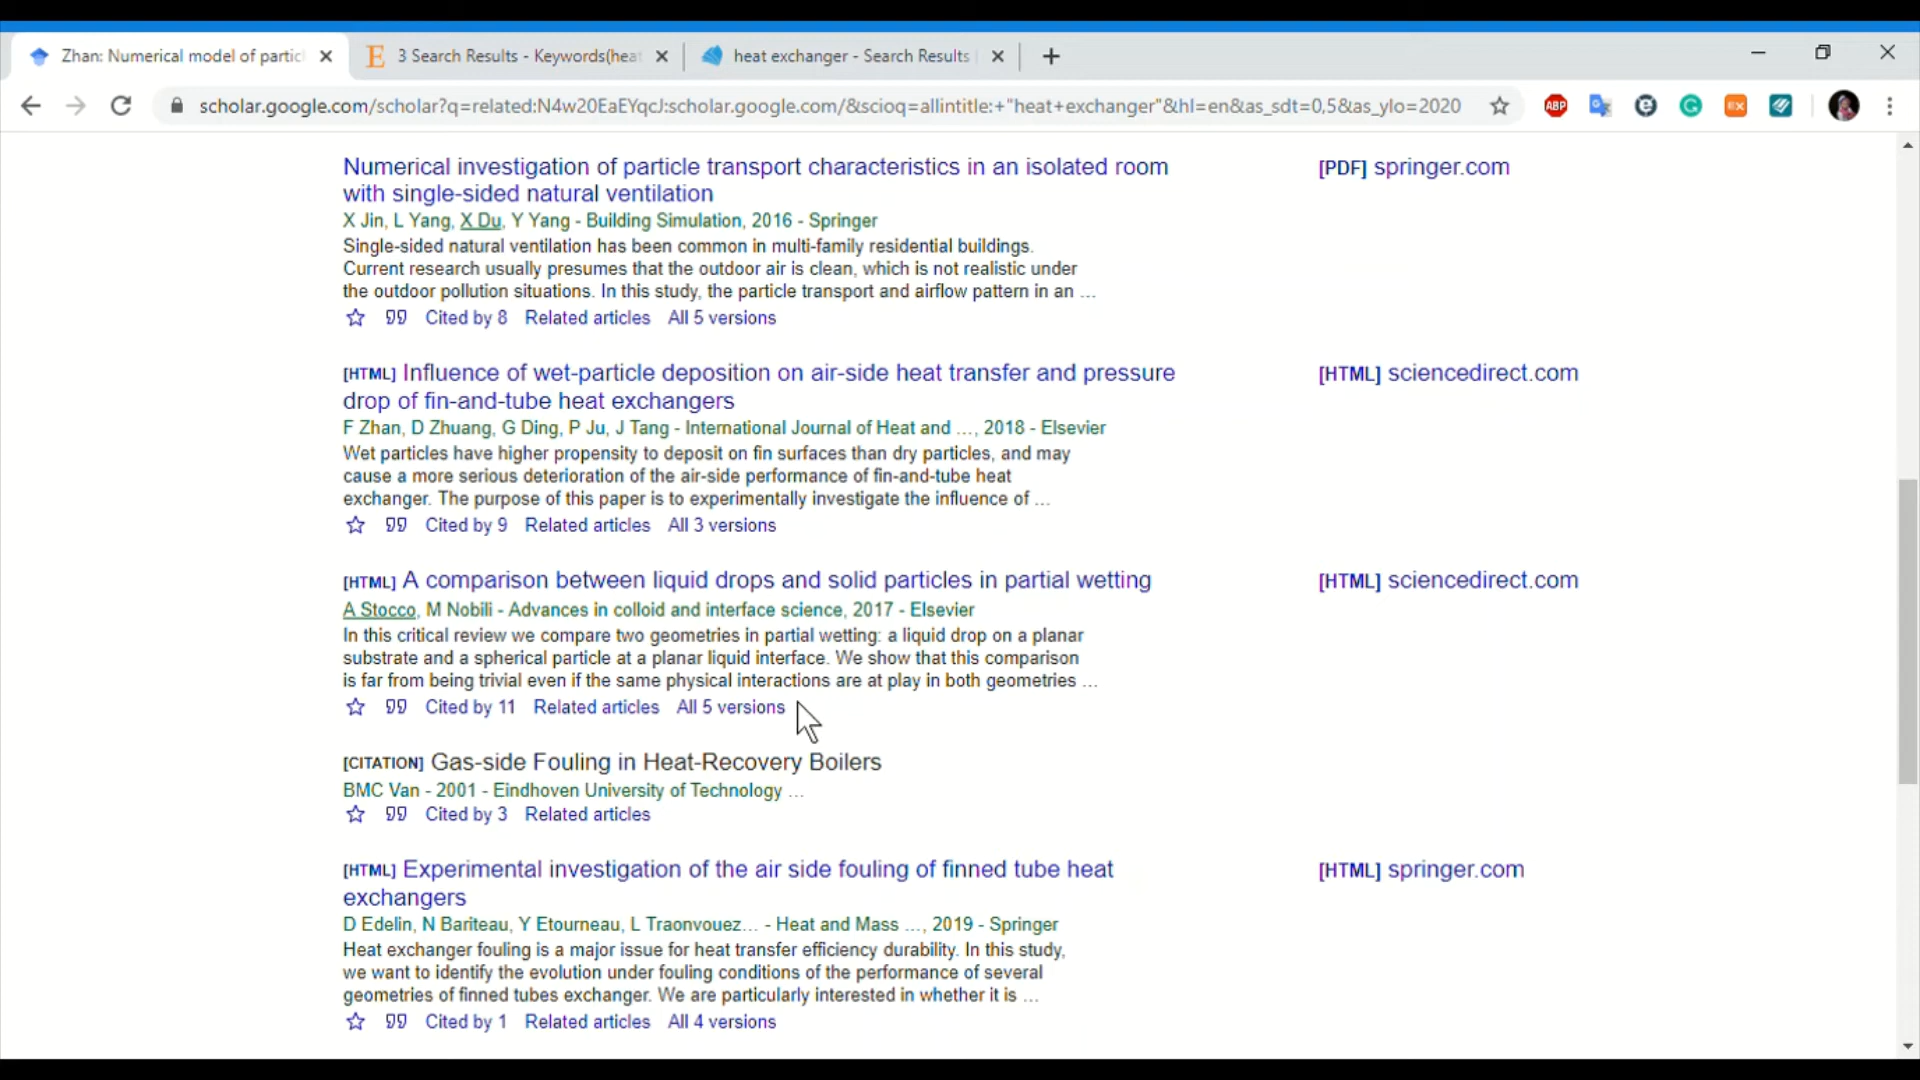 Zhan: Numerical model of partic
3 Search Results - Keywords(hea
heat exchanger - Search Results
scholar.google.com/scholar?q=related:N4w20EaEYqcJ:scholar.google.com/&scioq=allintitle:+"heat+exchanger"&hl=en&as_sdt=0,5&as_ylo=2020
ABP
Numerical investigation of particle transport characteristics in an isolated room
with single-sided natural ventilation
[PDF] springer.com
X Jin, L Yang, X Du, Y Yang - Building Simulation, 2016 - Springer
Single-sided natural ventilation has been common in multi-family residential buildings.
Current research usually presumes that the outdoor air is clean, which is not realistic under
the outdoor pollution situations. In this study, the particle transport and airflow pattern in an ...
Cited by 8 Related articles All 5 versions
[HTML] Influence of wet-particle deposition on air-side heat transfer and pressure
drop of fin-and-tube heat exchangers
[HTML] sciencedirect.com
F Zhan, D Zhuang, G Ding, P Ju, J Tang - International Journal of Heat and ..., 2018 - Elsevier
Wet particles have higher propensity to deposit on fin surfaces than dry particles, and may
cause a more serious deterioration of the air-side performance of fin-and-tube heat
exchanger. The purpose of this paper is to experimentally investigate the influence of ...
Cited by 9 Related articles All 3 versions
[HTML] A comparison between liquid drops and solid particles in partial wetting
[HTML] sciencedirect.com
A Stocco, M Nobili - Advances in colloid and interface science, 2017 - Elsevier
In this critical review we compare two geometries in partial wetting: a liquid drop on a planar
substrate and a spherical particle at a planar liquid interface. We show that this comparison
is far from being trivial even if the same physical interactions are at play in both geometries ...
Cited by 11 Related articles All 5 versions
[CITATION] Gas-side Fouling in Heat-Recovery Boilers
BMC Van - 2001 - Eindhoven University of Technology ...
Cited by 3 Related articles
[HTML] Experimental investigation of the air side fouling of finned tube heat
exchangers
[HTML] springer.com
D Edelin, N Bariteau, Y Etourneau, L Traonvouez... - Heat and Mass ..., 2019 - Springer
Heat exchanger fouling is a major issue for heat transfer efficiency durability. In this study,
we want to identify the evolution under fouling conditions of the performance of several
geometries of finned tubes exchanger. We are particularly interested in whether it is ...
Cited by 1 Related articles All 4 versions